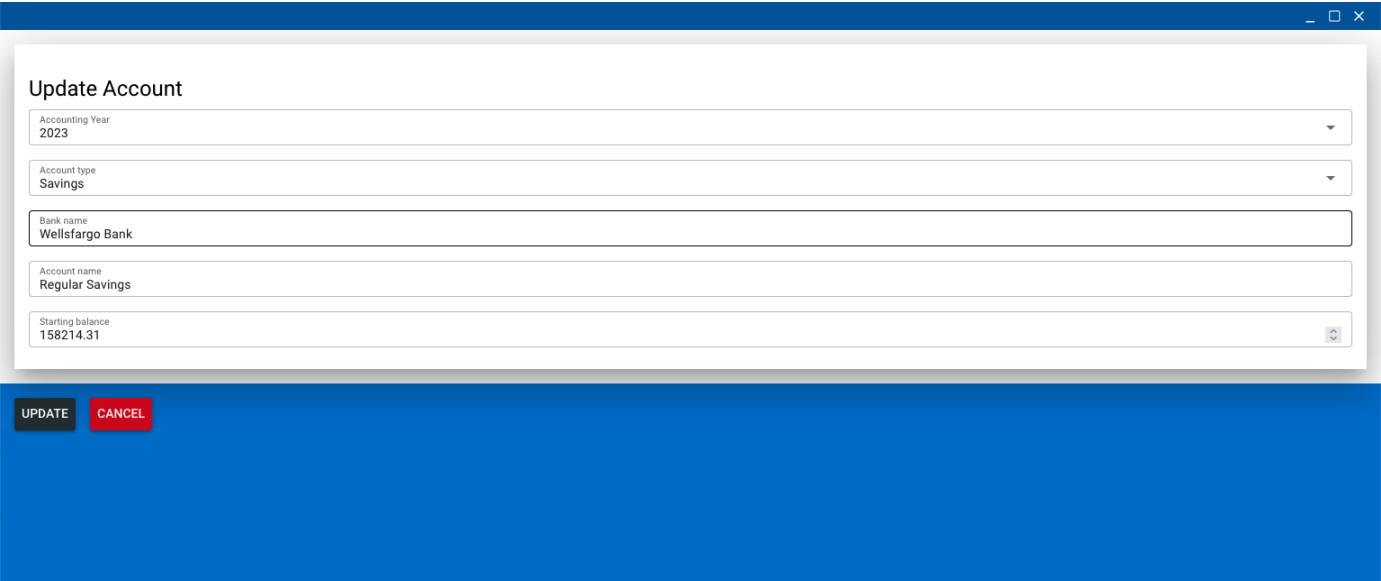 Update Account
Accounting Year
2023
Account type
Savings
Bank name
Wellsfargo Bank
Account name
Regular Savings
Starting balance
158214.31
UPDATE CANCEL